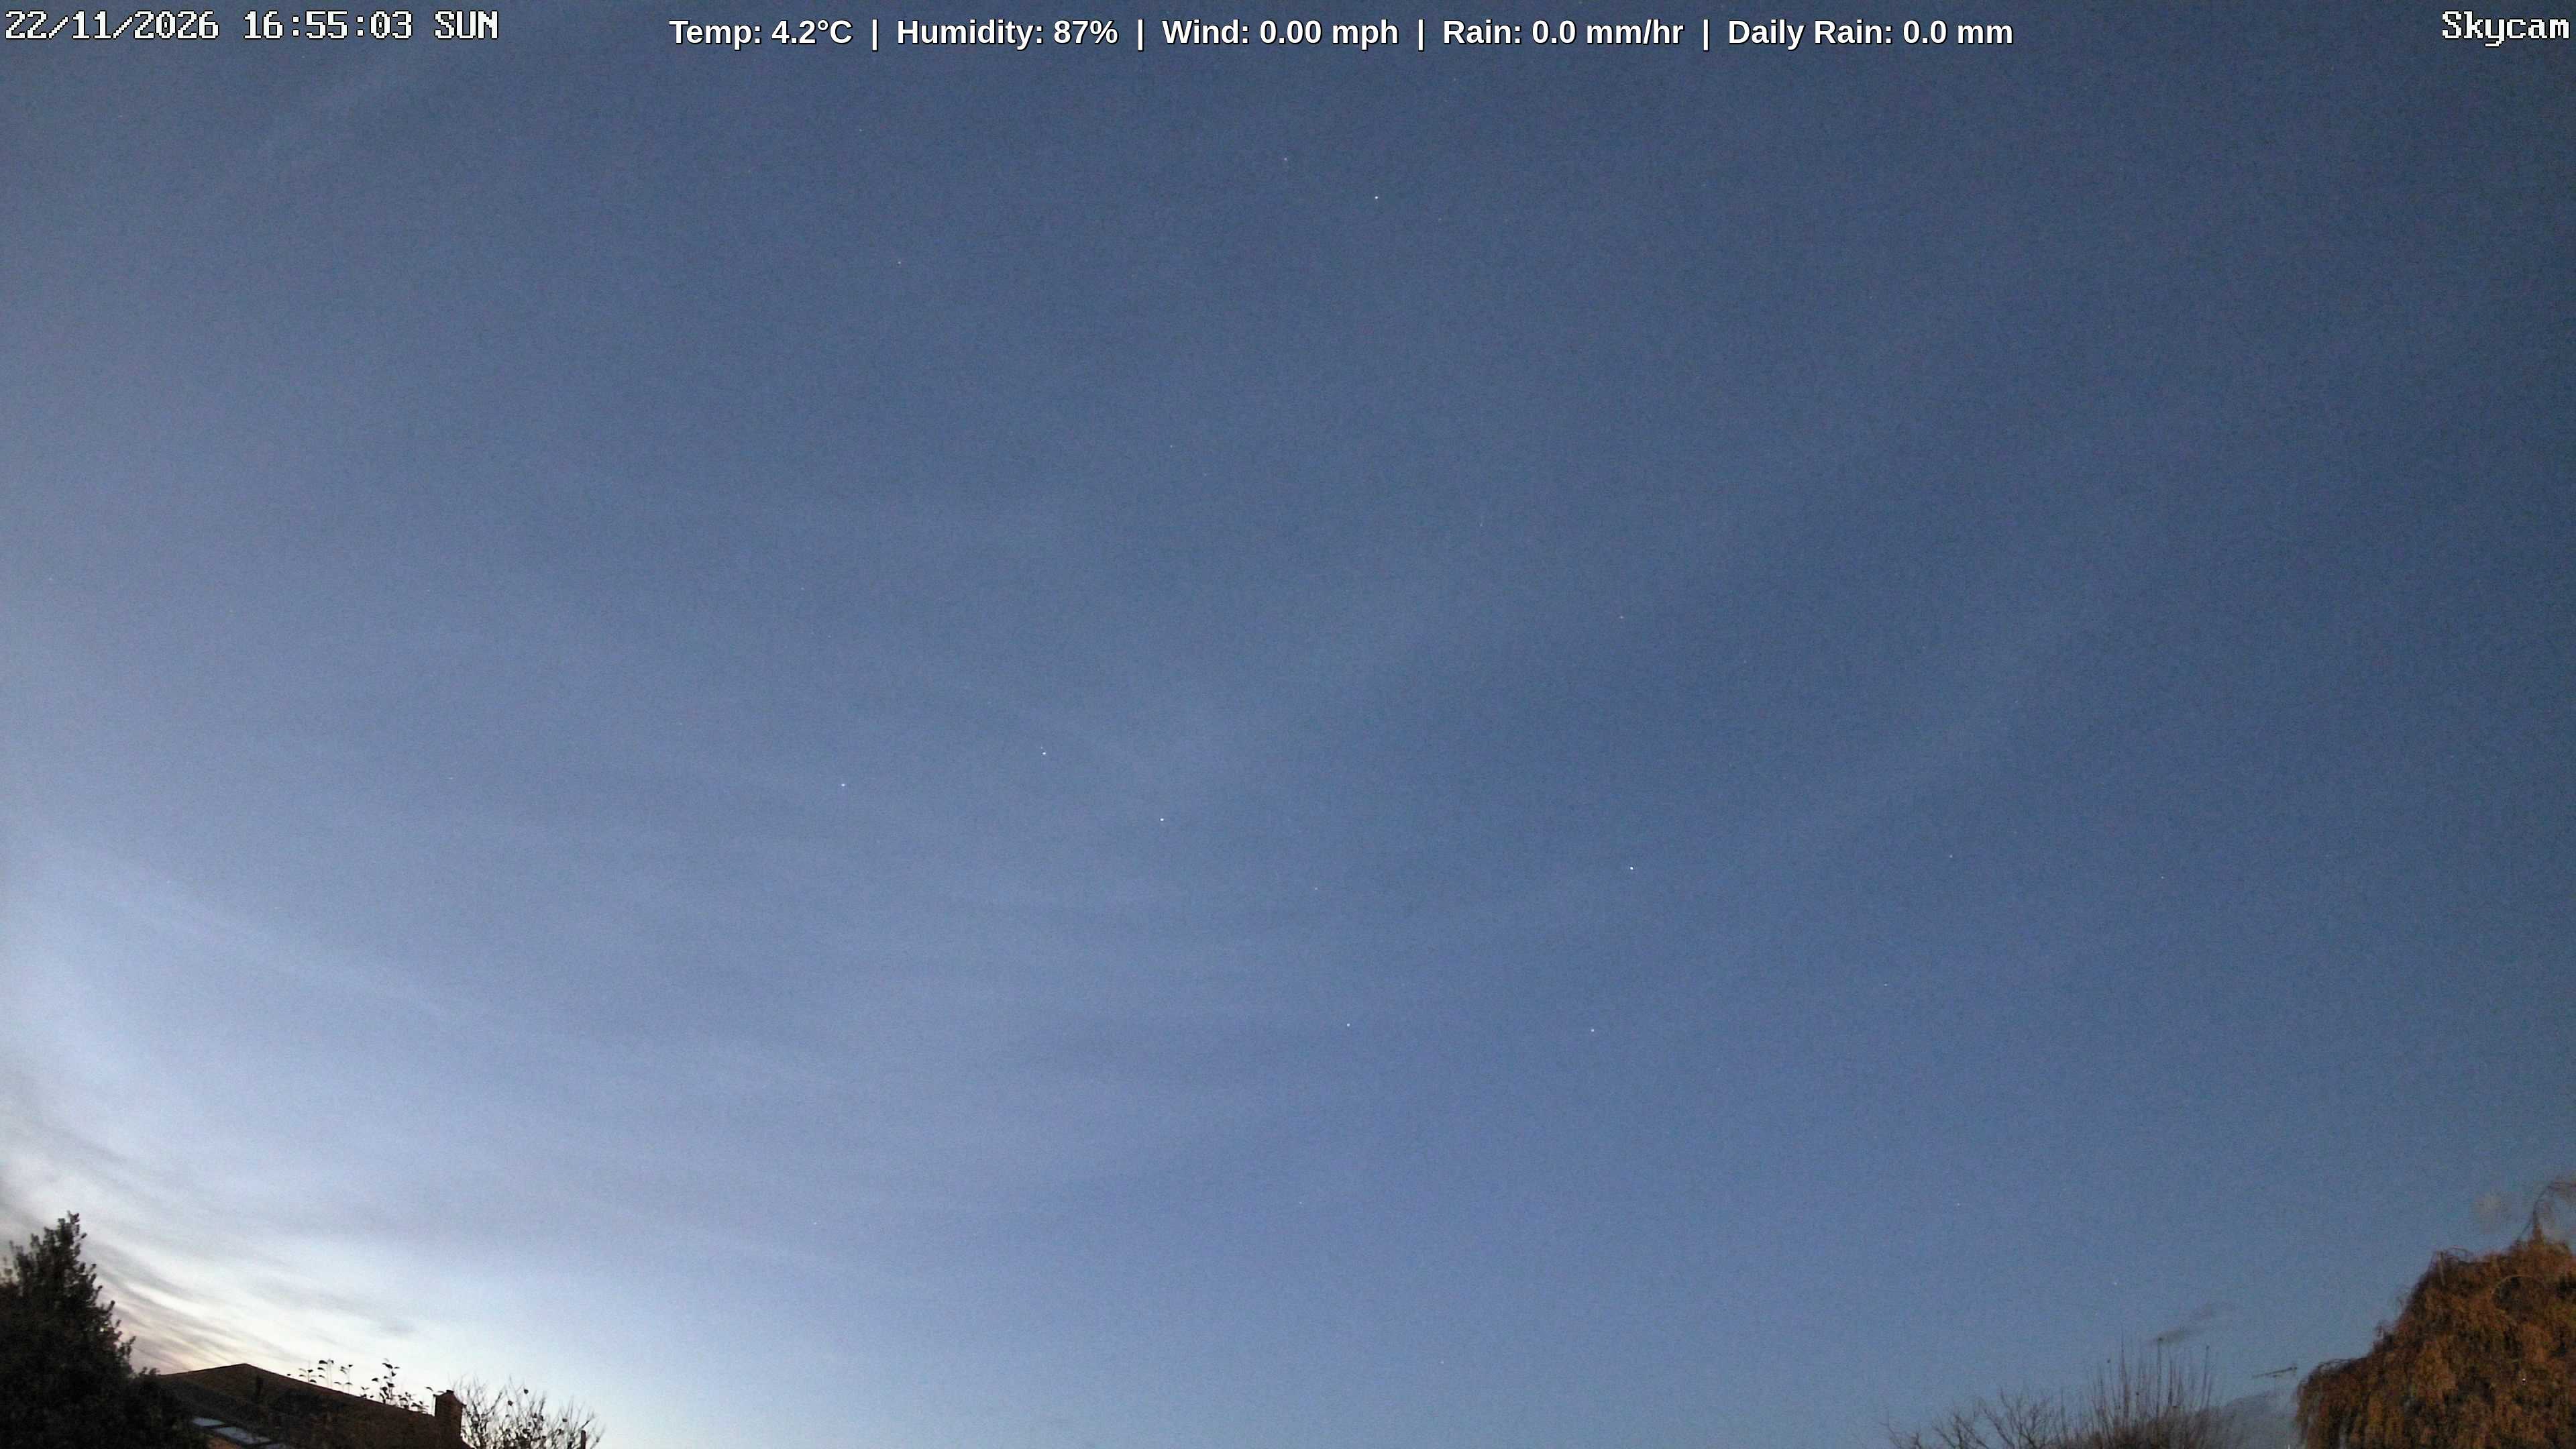 22/11/2026 16:55:03 SUN
Temp: 4.2°C | Humidity: 87% | Wind: 0.00 mph | Rain: 0.0 mm/hr | Daily Rain: 0.0 mm
Skycam